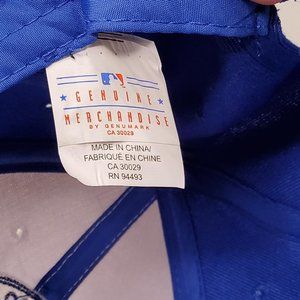 GENUINE
MERCHANDISE
BY GENUMARK
CA 30029
MADE IN CHINA/
FABRIQUÉ EN CHINE
CA 30029
RN 94493